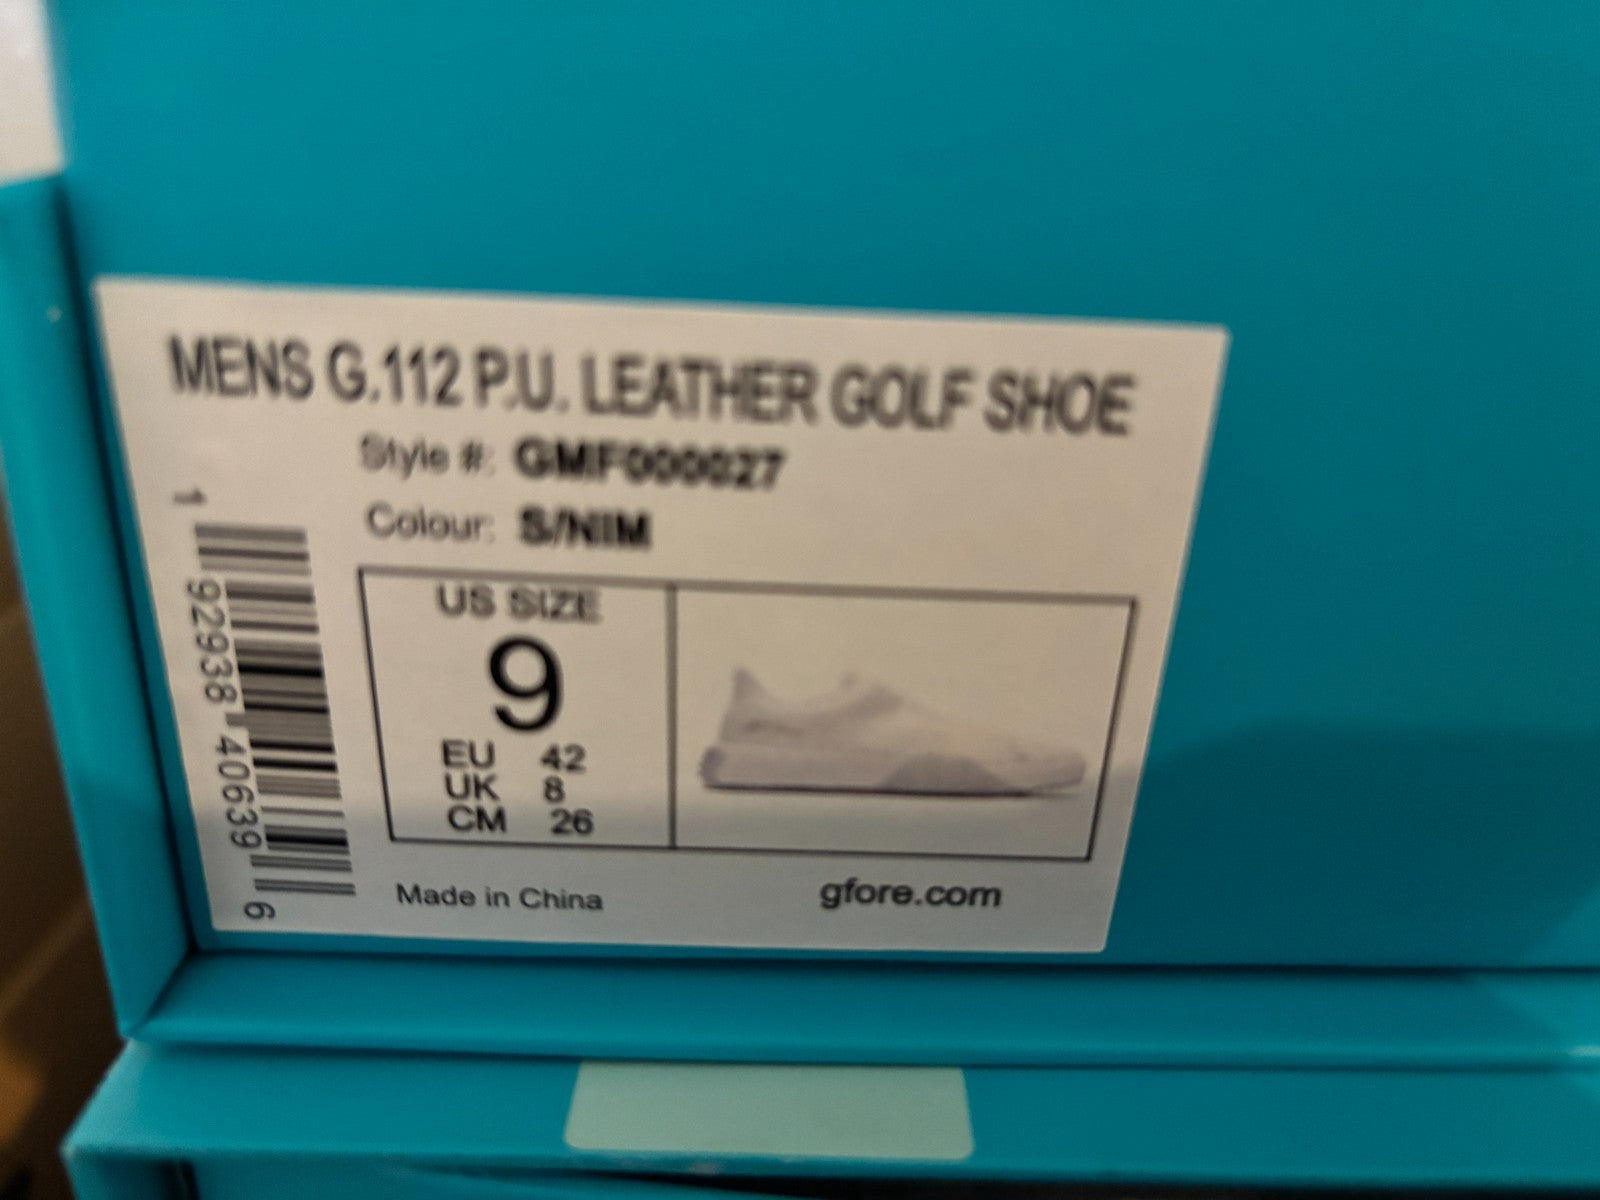 MENS G.112 P.U. LEATHER GOLF SHOE
Style #: GMF000027
Colour: S/NIM
1 92938 40639 6
US SIZE
9
EU 42
UK 8
CM 26
Made in China
gfore.com